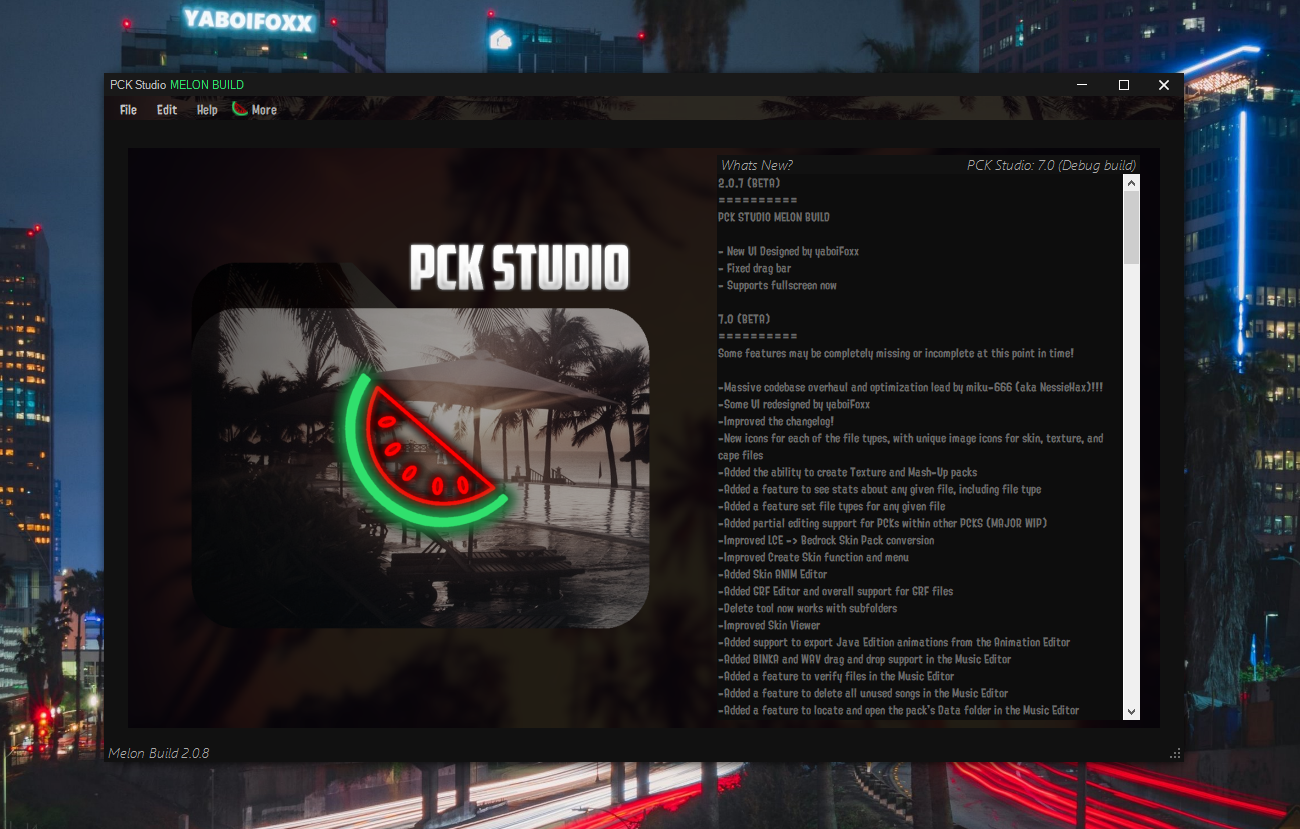 YABOIFOXX
PCK Studio MELON BUILD
File Edit Help More
Whats New? PCK Studio: 7.0 (Debug build)
PCK STUDIO
2.0.7 (BETA)
==========
PCK STUDIO MELON BUILD
- New UI Designed by yaboiFoxx
- Fixed drag bar
- Supports fullscreen now
7.0 (BETA)
==========
Some features may be completely missing or incomplete at this point in time!
-Massive codebase overhaul and optimization lead by miku-666 (aka NessieHax)!!!
-Some UI redesigned by yaboiFoxx
-Improved the changelog!
-New icons for each of the file types, with unique image icons for skin, texture, and
cape files
-Added the ability to create Texture and Mash-Up packs
-Added a feature to see stats about any given file, including file type
-Added a feature set file types for any given file
-Added partial editing support for PCKs within other PCKS (MAJOR WIP)
-Improved LCE -> Bedrock Skin Pack conversion
-Improved Create Skin function and menu
-Added Skin ANIM Editor
-Added GRF Editor and overall support for GRF files
-Delete tool now works with subfolders
-Improved Skin Viewer
-Added support to export Java Edition animations from the Animation Editor
-Added BINKA and WAV drag and drop support in the Music Editor
-Added a feature to verify files in the Music Editor
-Added a feature to delete all unused songs in the Music Editor
-Added a feature to locate and open the pack's Data folder in the Music Editor
Melon Build 2.0.8